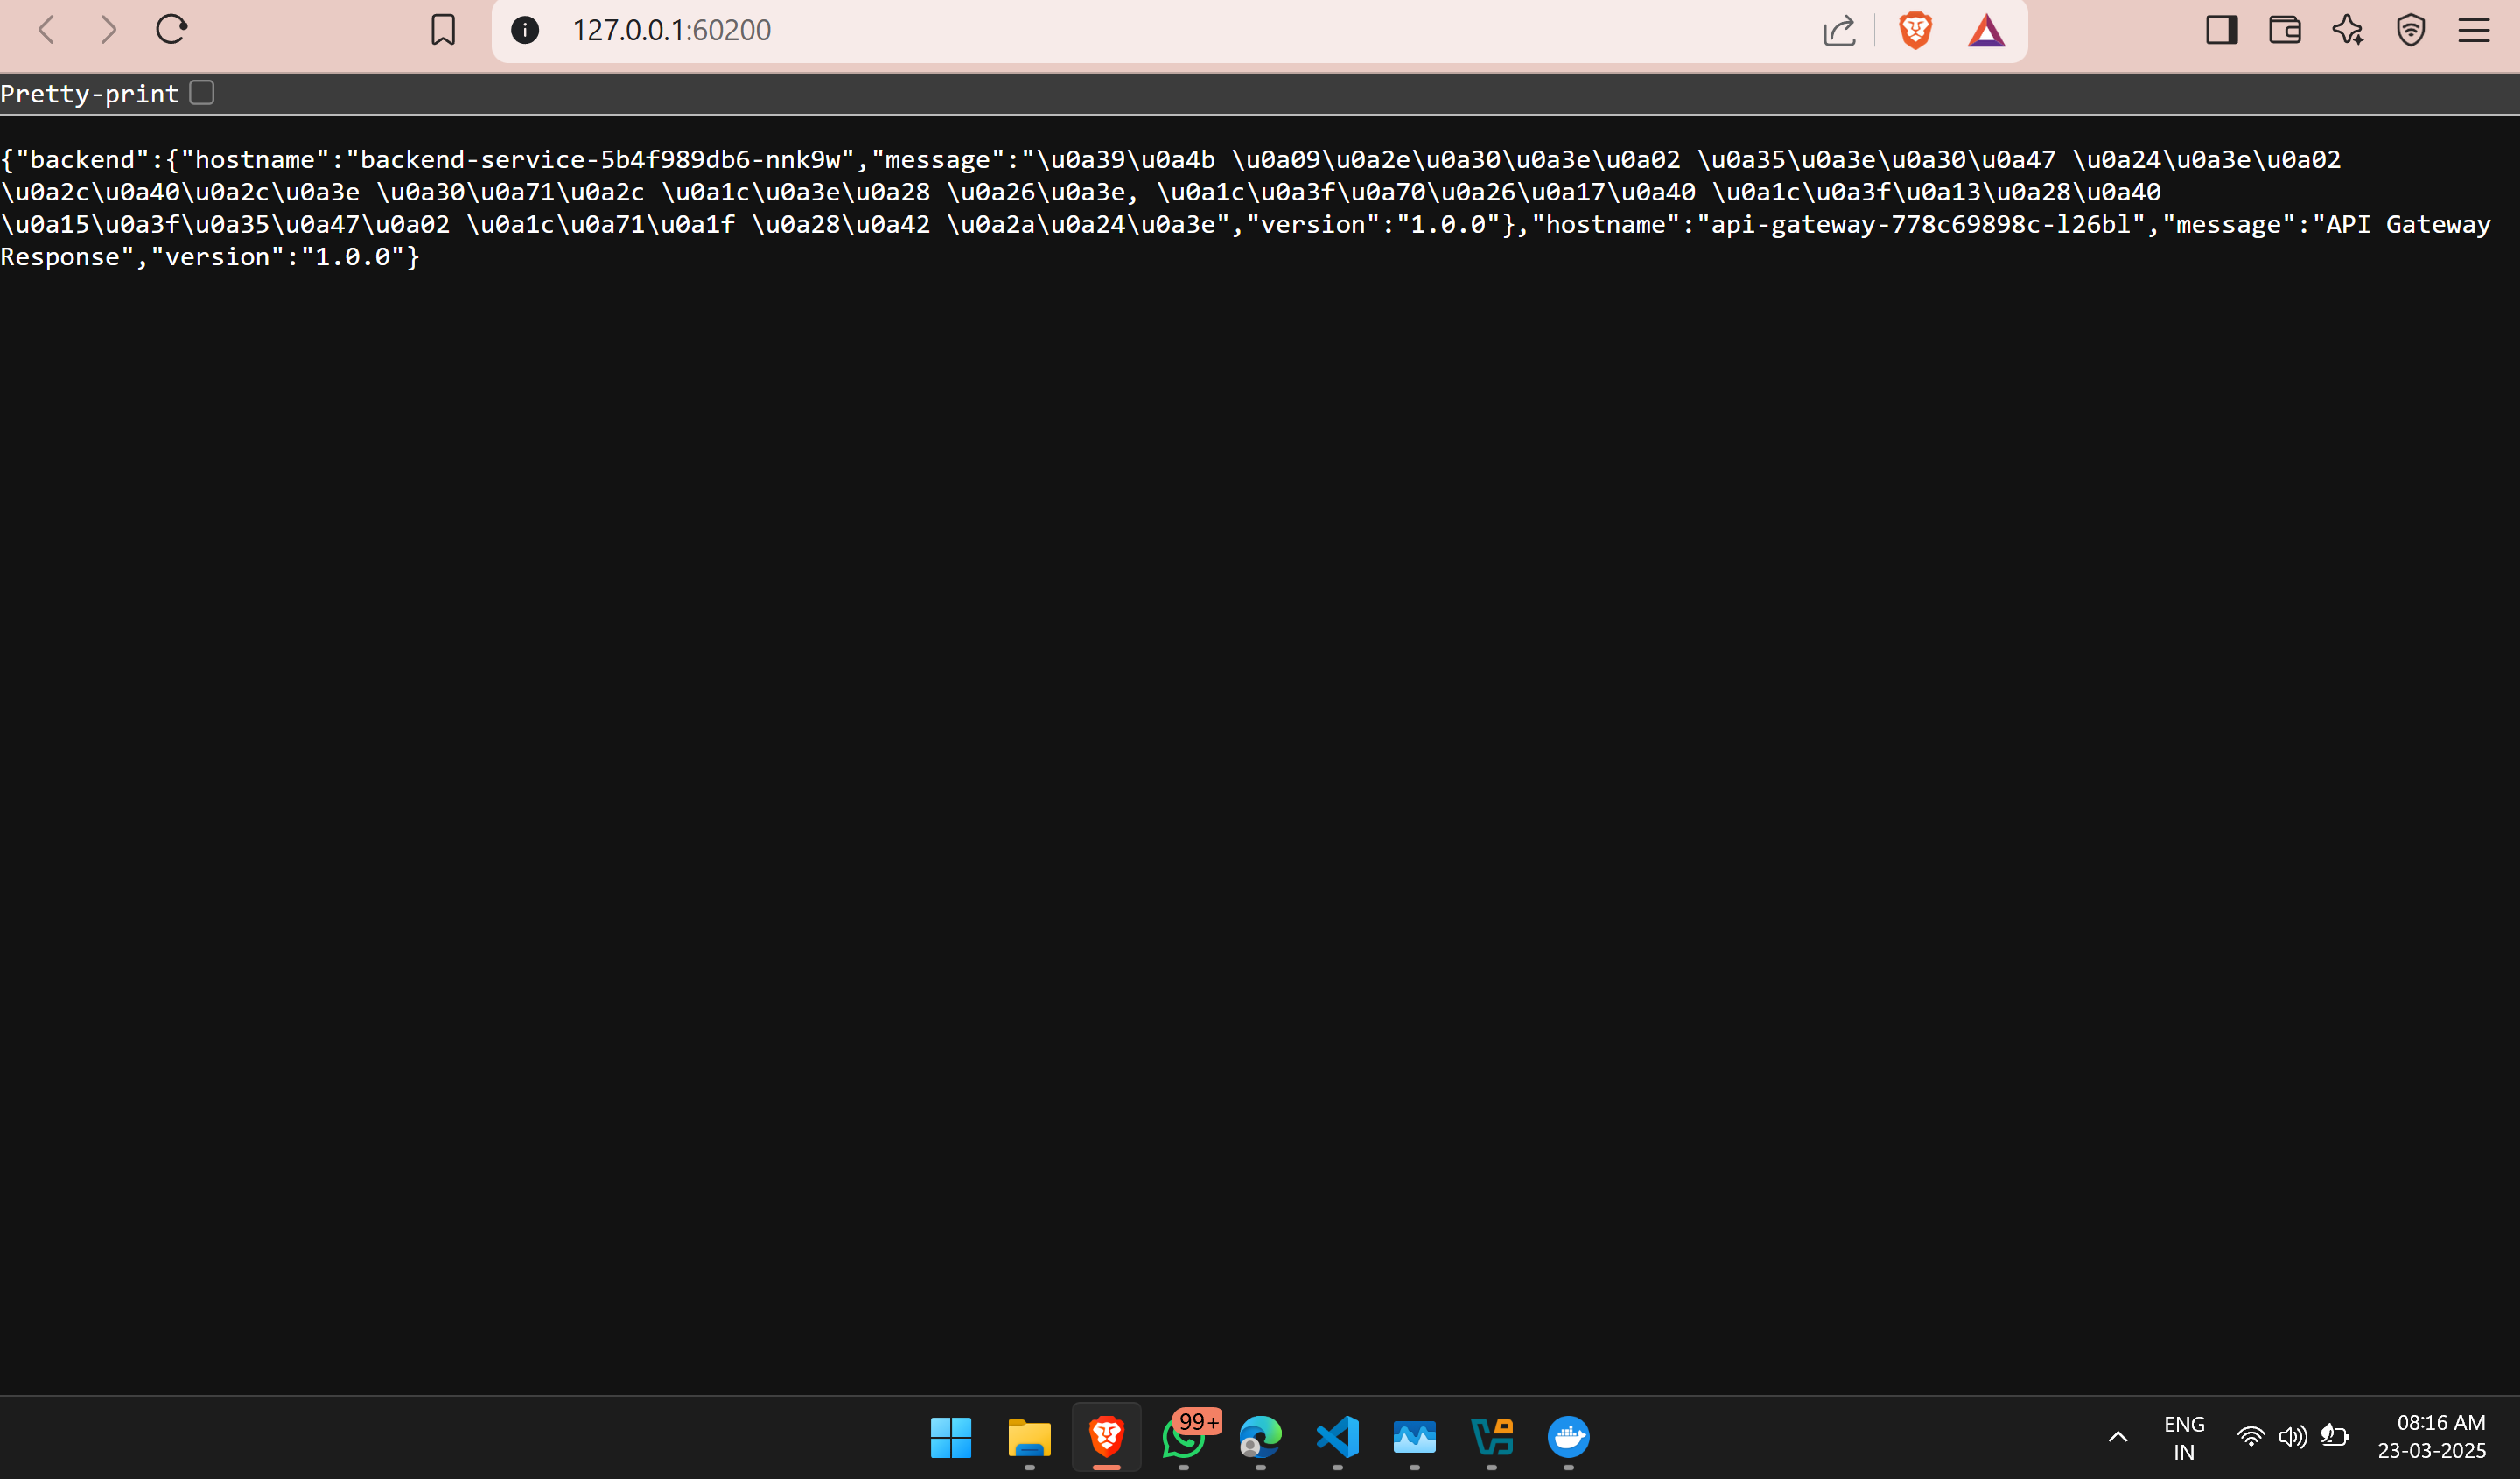 127.0.0.1:60200
Pretty-print
{"backend":{"hostname":"backend-service-5b4f989db6-nnk9w","message":"\u0a39\u0a4b \u0a09\u0a2e\u0a30\u0a3e\u0a02 \u0a35\u0a3e\u0a30\u0a47 \u0a24\u0a3e\u0a02
\u0a2c\u0a40\u0a2c\u0a3e \u0a30\u0a71\u0a2c \u0a1c\u0a3e\u0a28 \u0a26\u0a3e, \u0a1c\u0a3f\u0a70\u0a26\u0a17\u0a40 \u0a1c\u0a3f\u0a13\u0a28\u0a40
\u0a15\u0a3f\u0a35\u0a47\u0a02 \u0a1c\u0a71\u0a1f \u0a28\u0a42 \u0a2a\u0a24\u0a3e","version":"1.0.0"},"hostname":"api-gateway-778c69898c-l26bl","message":"API Gateway
Response","version":"1.0.0"}
99+
ENG
IN
08:16 AM
23-03-2025